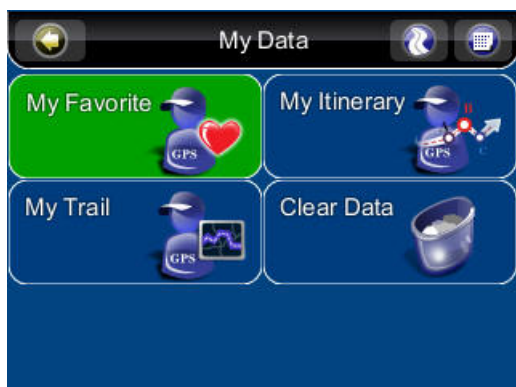 My Data
My Favorite
GPS
My Itinerary
B
A
C
GPS
My Trail
GPS
Clear Data